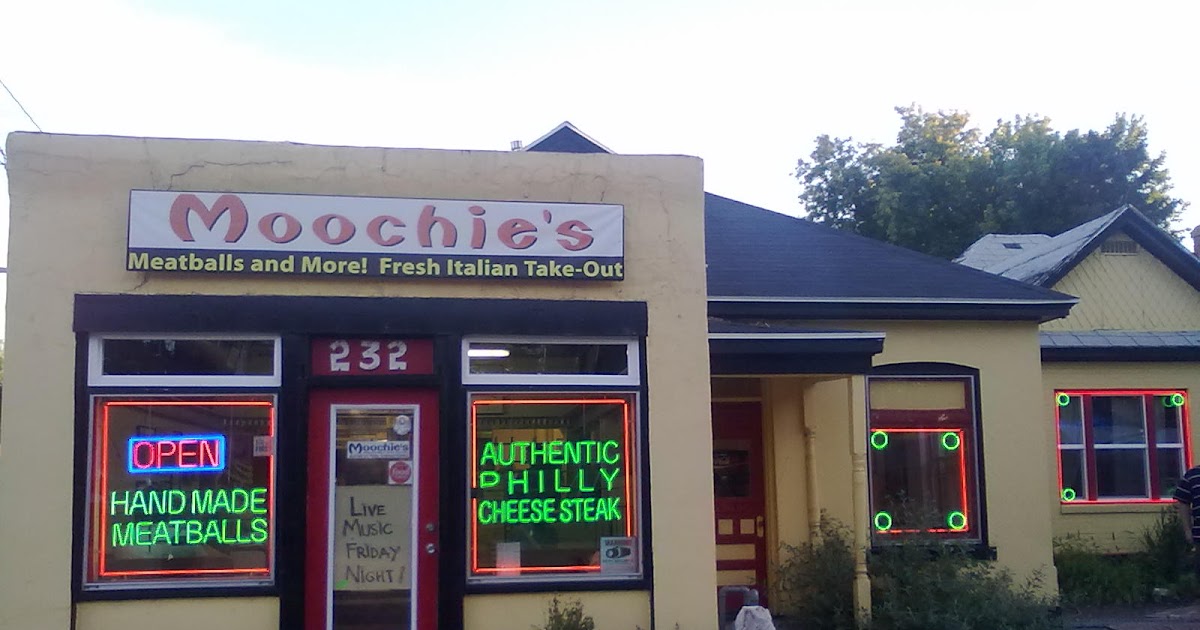 Moochie's
Meatballs and More! Fresh Italian Take-Out
232
OPEN
HAND MADE
MEATBALLS
Moochie's
LIVE
MUSIC
FRIDAY
NIGHT!
AUTHENTIC
PHILLY
CHEESE STEAK
WARNING